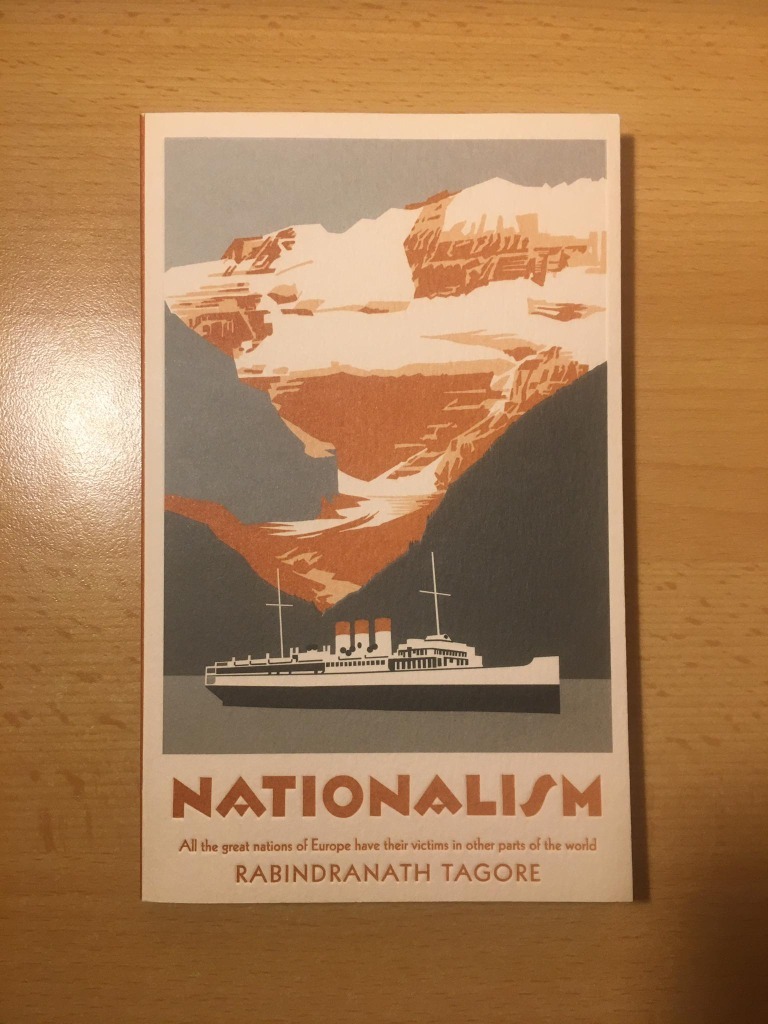 NATIONALISM
All the great nations of Europe have their victims in other parts of the world
RABINDRANATH TAGORE